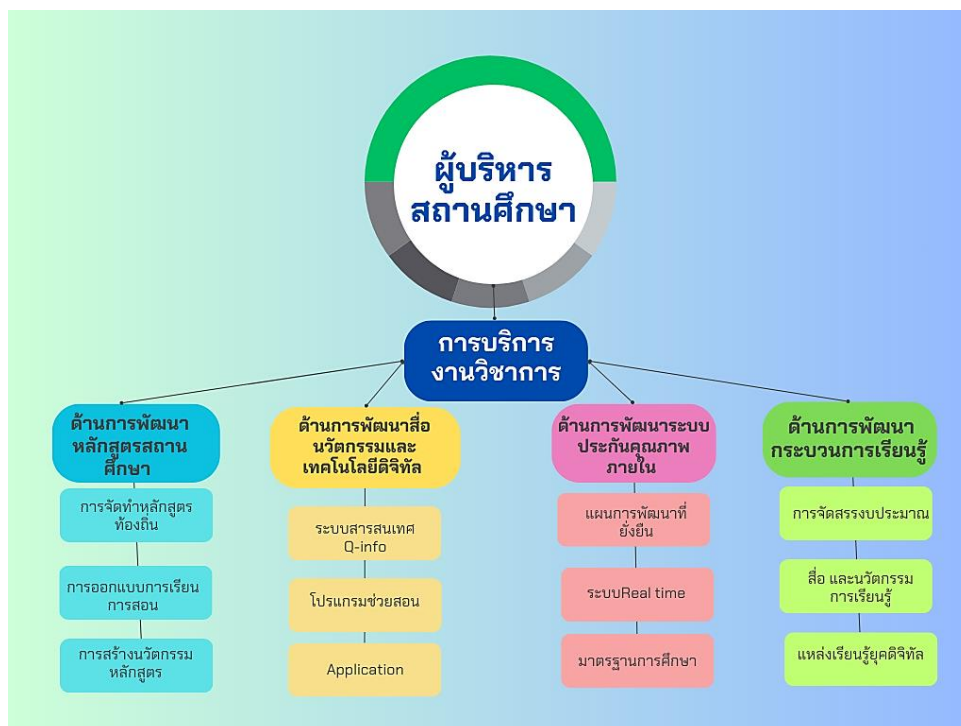 ผู้บริหาร
สถานศึกษา
การบริการ
งานวิชาการ
ด้านการพัฒนา
หลักสูตรสถาน
ศึกษา
การจัดทำหลักสูตร
ท้องถิ่น
การออกแบบการเรียน
การสอน
การสร้างนวัตกรรม
หลักสูตร
ด้านการพัฒนาสื่อ
นวัตกรรมและ
เทคโนโลยีดิจิทัล
ระบบสารสนเทศ
Q-info
โปรแกรมช่วยสอน
Application
ด้านการพัฒนาระบบ
ประกันคุณภาพ
ภายใน
แผนการพัฒนาที่
ยั่งยืน
ระบบReal time
มาตรฐานการศึกษา
ด้านการพัฒนา
กระบวนการเรียนรู้
การจัดสรรงบประมาณ
สื่อ และนวัตกรรม
การเรียนรู้
แหล่งเรียนรู้ยุคดิจิทัล